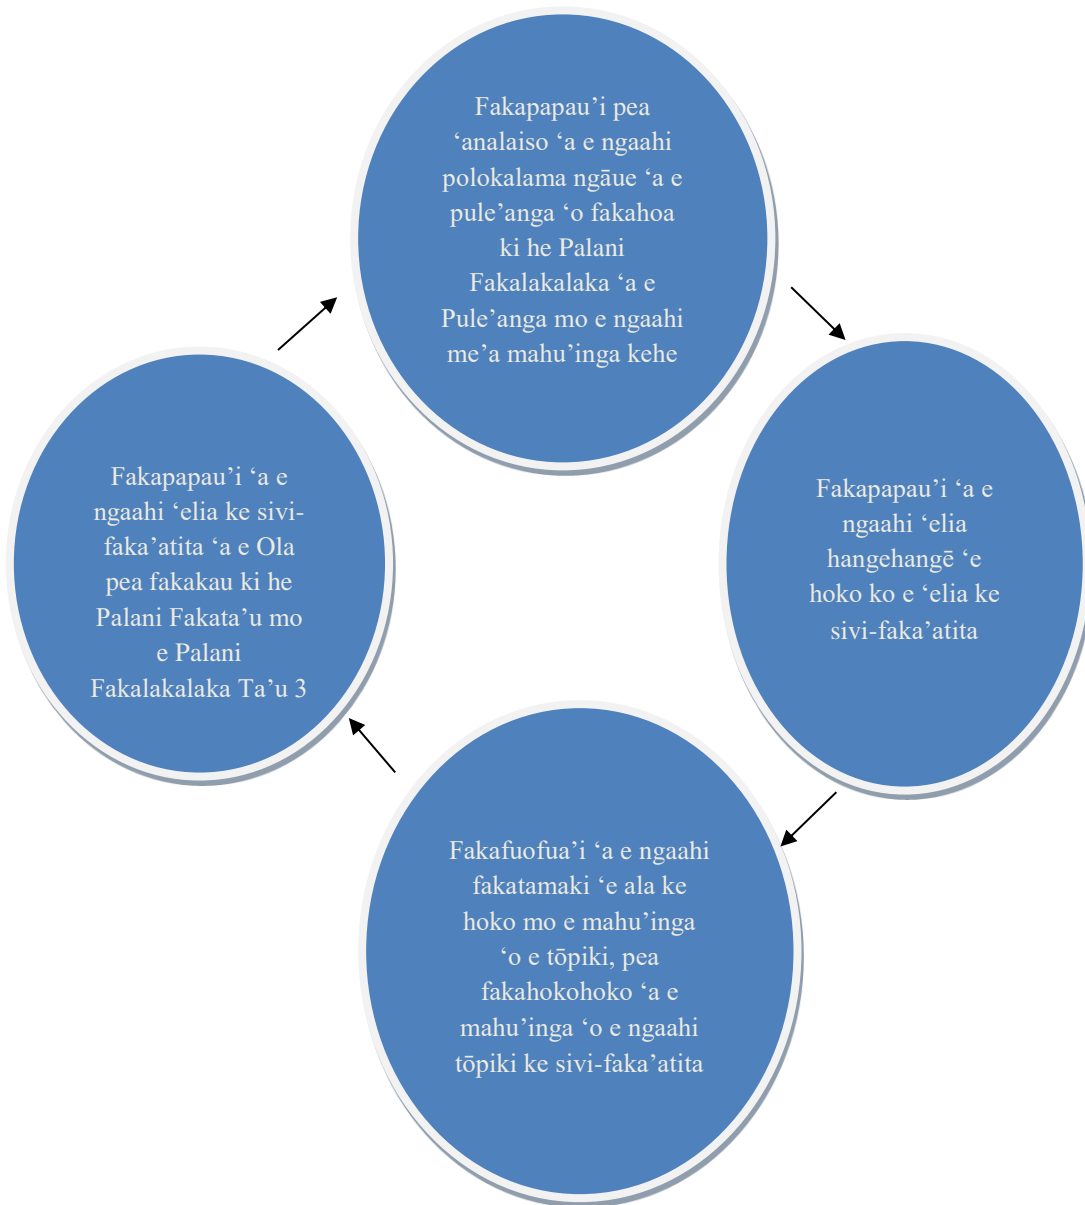 Fakapapau’i pea
‘analaiso ‘a e ngaahi
polokalama ngāue ‘a e
pule’anga ‘o fakahoa
ki he Palani
Fakalakalaka ‘a e
Pule’anga mo e ngaahi
me’a mahu’inga kehe
Fakapapau’i ‘a e
ngaahi ‘elia
hangehangē ‘e
hoko ko e ‘elia ke
sivi-faka’atita
Fakafuofua’i ‘a e ngaahi
fakatamaki ‘e ala ke
hoko mo e mahu’inga
‘o e tōpiki, pea
fakahokohoko ‘a e
mahu’inga ‘o e ngaahi
tōpiki ke sivi-faka’atita
Fakapapau’i ‘a e
ngaahi ‘elia ke sivi-
faka’atita ‘a e Ola
pea fakakau ki he
Palani Fakata’u mo
e Palani
Fakalakalaka Ta’u 3